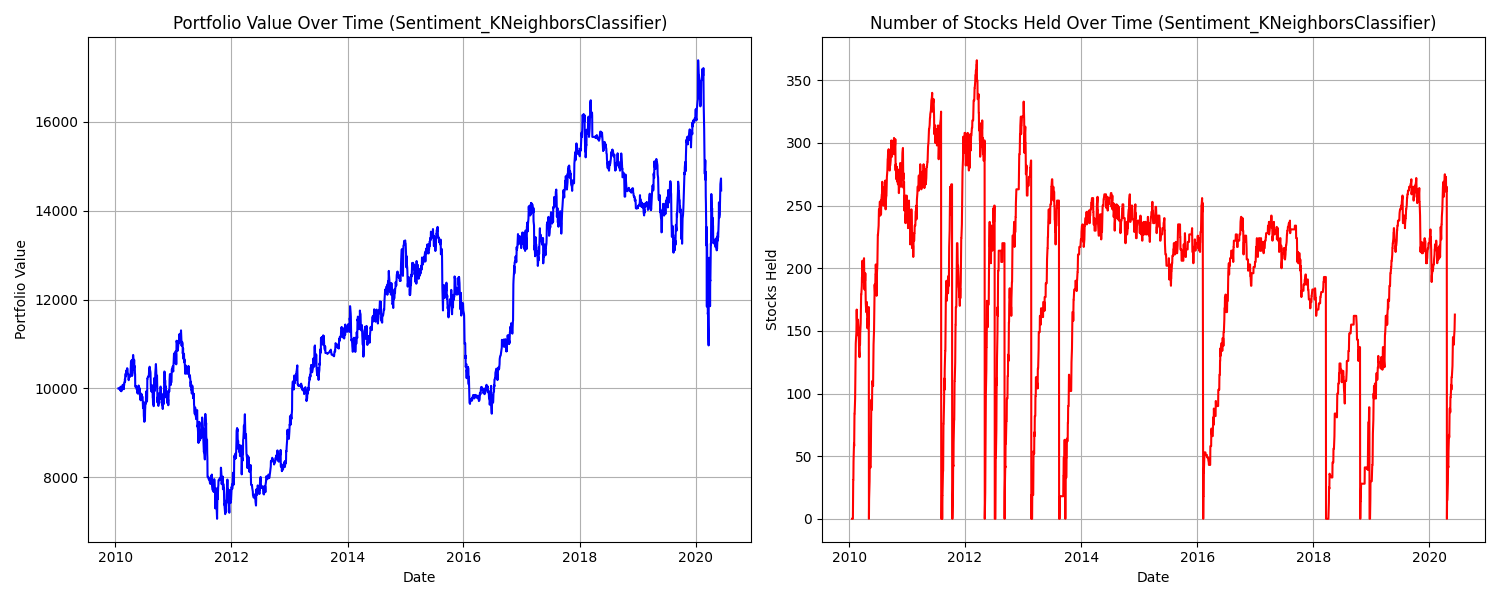 Portfolio Value Over Time (Sentiment_KNeighborsClassifier)
Portfolio Value
16000
14000
12000
10000
8000
2010 2012 2014 2016 2018 2020
Date
Number of Stocks Held Over Time (Sentiment_KNeighborsClassifier)
Stocks Held
350
300
250
200
150
100
50
0
2010 2012 2014 2016 2018 2020
Date